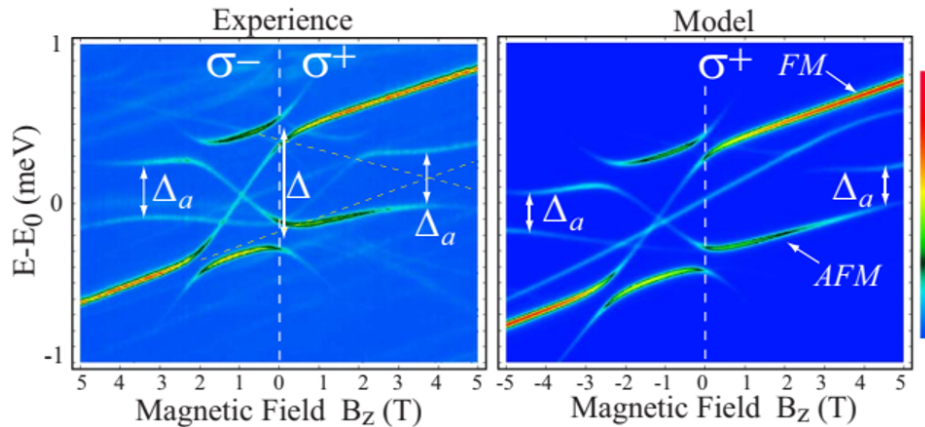 Experience
Model
σ− σ+
σ+
FM
Δa
Δ
Δa
Δa
Δa
AFM
E-E0 (meV)
1
0
-1
5 4 3 2 1 0 1 2 3 4 5
-5 -4 -3 -2 -1 0 1 2 3 4 5
Magnetic Field Bz (T)
Magnetic Field Bz (T)